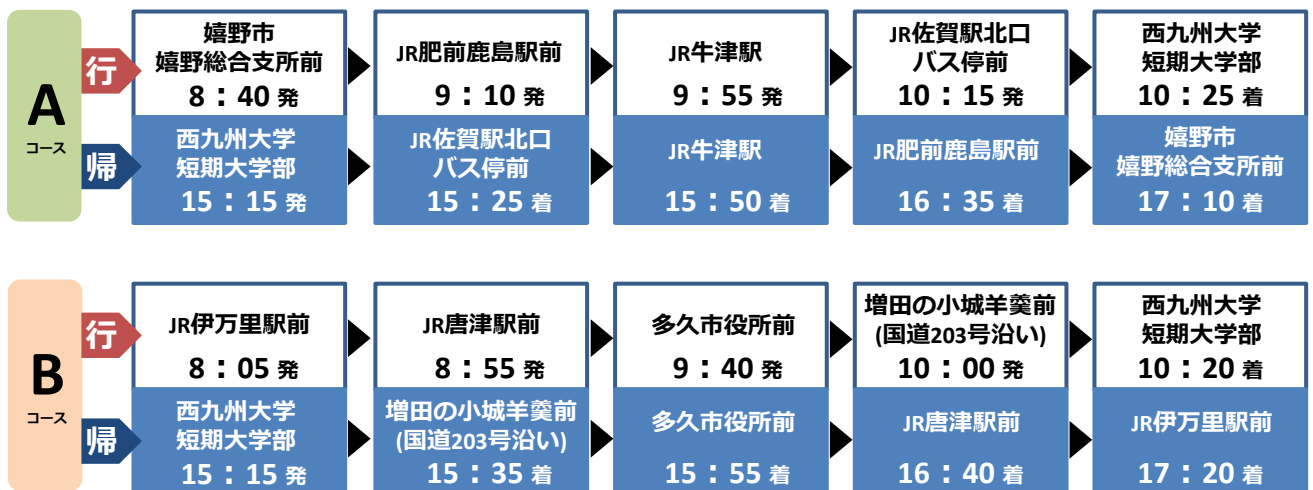 A
コース
行
嬉野市
嬉野総合支所前
8：40 発
JR肥前鹿島駅前
9：10 発
JR牛津駅
9：55 発
JR佐賀駅北口
バス停前
10：15 発
西九州大学
短期大学部
10：25 着
帰
西九州大学
短期大学部
15：15 発
JR佐賀駅北口
バス停前
15：25 着
JR牛津駅
15：50 着
JR肥前鹿島駅前
16：35 着
嬉野市
嬉野総合支所前
17：10 着
B
コース
行
JR伊万里駅前
8：05 発
JR唐津駅前
8：55 発
多久市役所前
9：40 発
増田の小城羊羹前
(国道203号沿い)
10：00 発
西九州大学
短期大学部
10：20 着
帰
西九州大学
短期大学部
15：15 発
増田の小城羊羹前
(国道203号沿い)
15：35 着
多久市役所前
15：55 着
JR唐津駅前
16：40 着
JR伊万里駅前
17：20 着